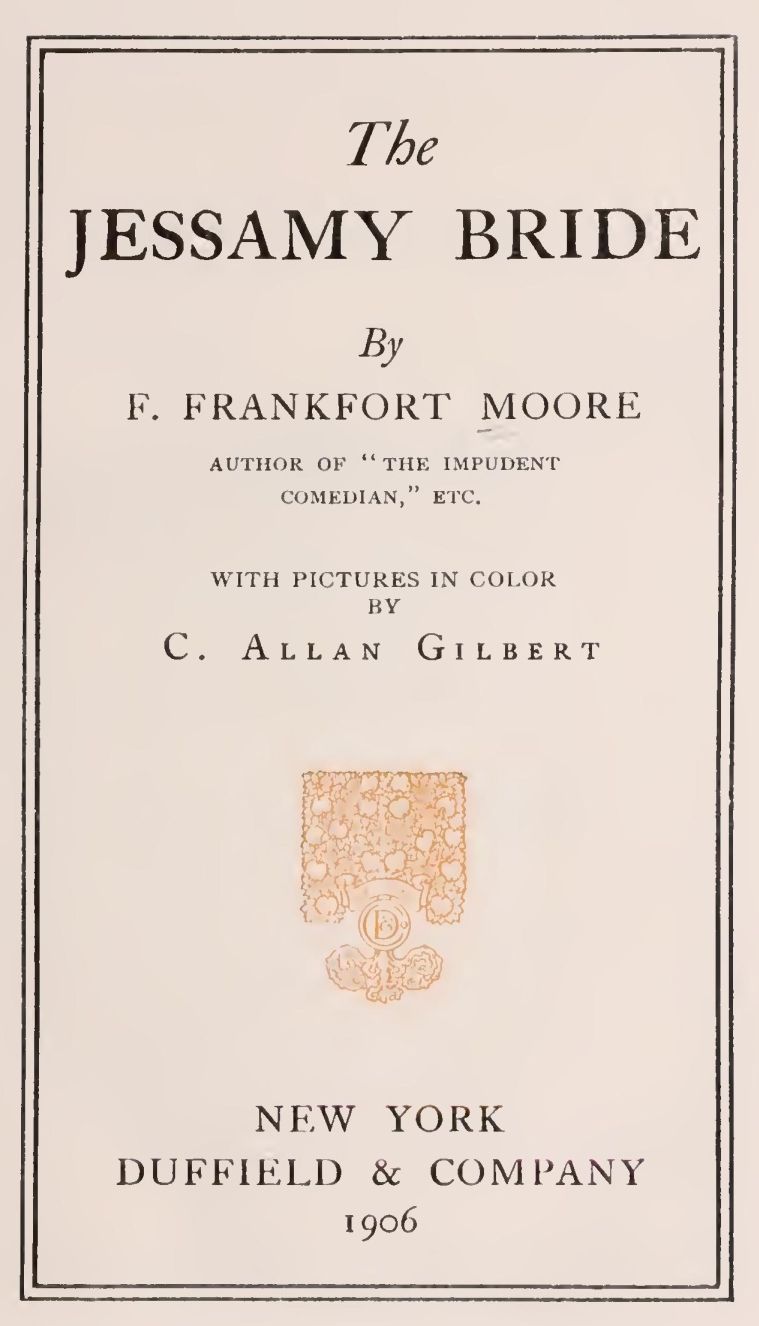 The
JESSAMY BRIDE
By
F. FRANKFORT MOORE
AUTHOR OF “THE IMPUDENT
COMEDIAN,” ETC.
WITH PICTURES IN COLOR
BY
C. ALLAN GILBERT
NEW YORK
DUFFIELD & COMPANY
1906